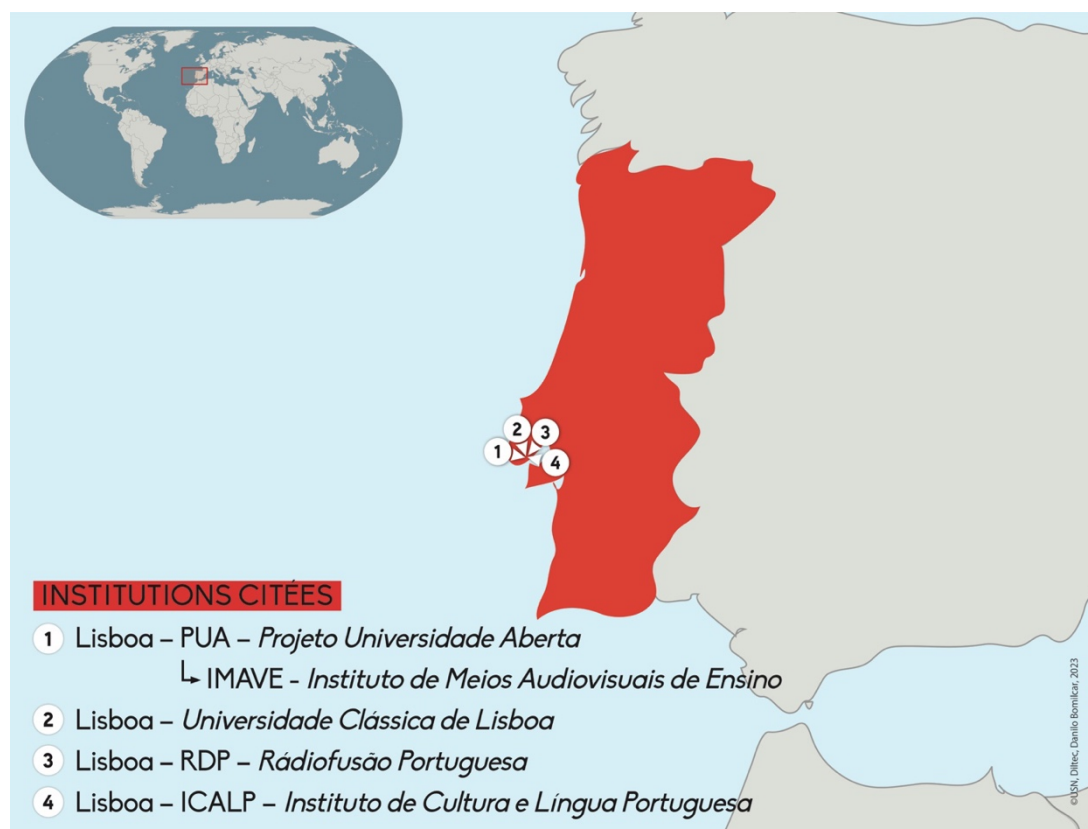 2
3
1
4
INSTITUTIONS CITÉES
1 Lisboa – PUA – Projeto Universidade Aberta
IMAVE - Instituto de Meios Audiovisuais de Ensino
2 Lisboa – Universidade Clássica de Lisboa
3 Lisboa – RDP – Rádiofusão Portuguesa
4 Lisboa – ICALP – Instituto de Cultura e Língua Portuguesa
©USN, Diltec, Danilo Bomilcar, 2023